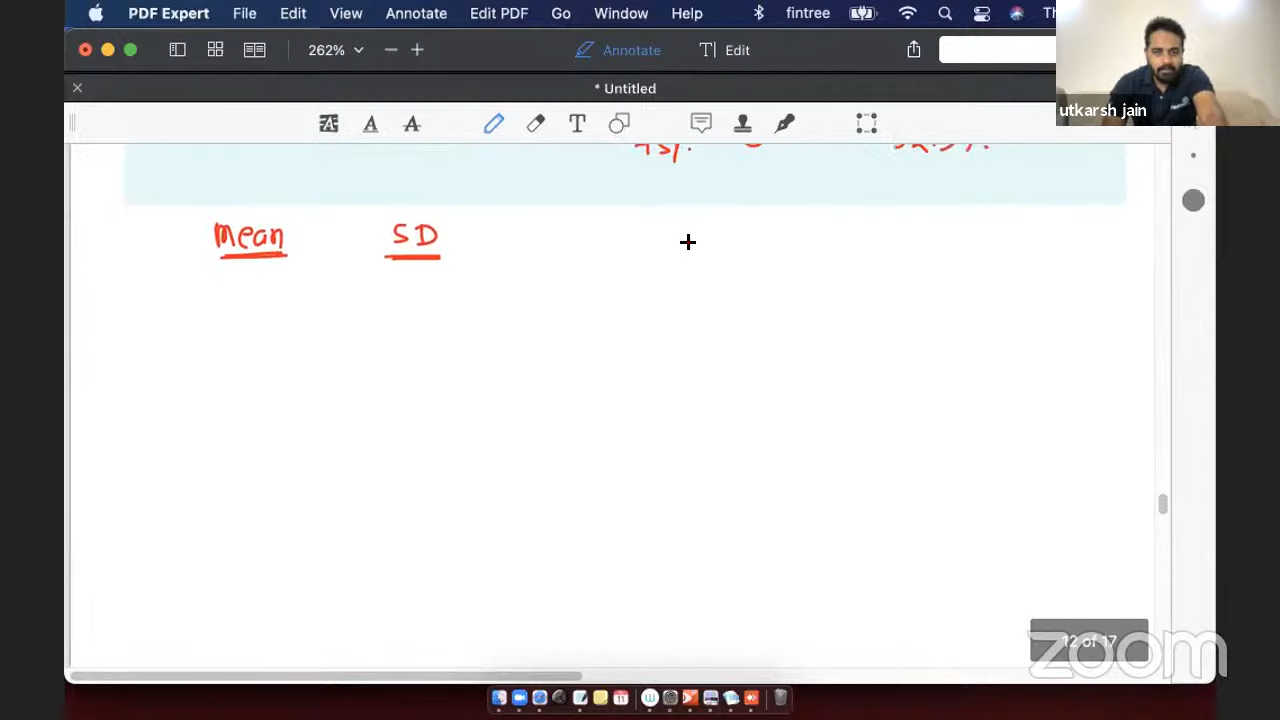 PDF Expert File Edit View Annotate Edit PDF Go Window Help fintree Th
262% Annotate T| Edit
* Untitled
utkarsh jain
Mean SD
12 of 17
zoom